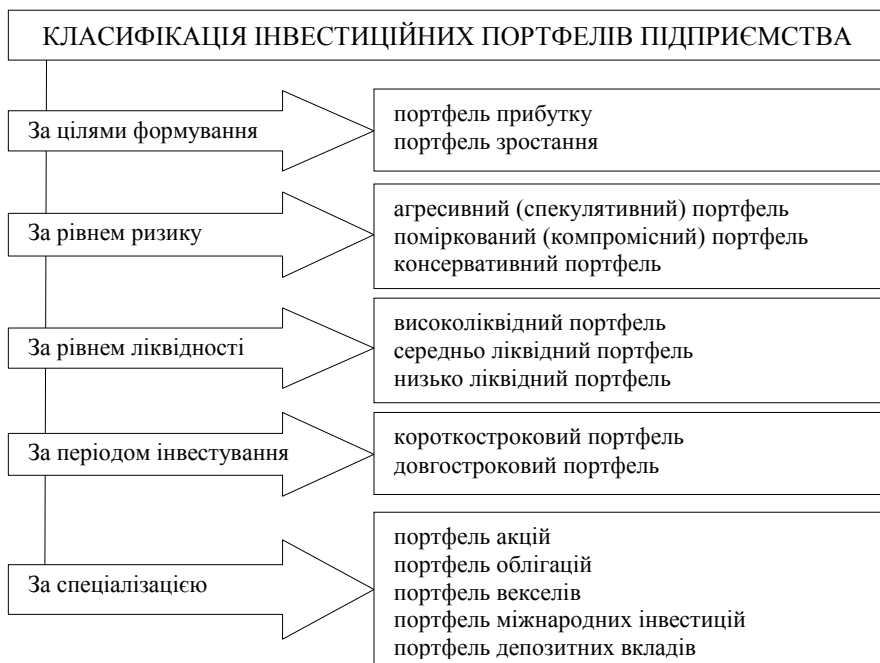 КЛАСИФІКАЦІЯ ІНВЕСТИЦІЙНИХ ПОРТФЕЛІВ ПІДПРИЄМСТВА
За цілями формування
портфель прибутку
портфель зростання
За рівнем ризику
агресивний (спекулятивний) портфель
поміркований (компромісний) портфель
консервативний портфель
За рівнем ліквідності
високоліквідний портфель
середньо ліквідний портфель
низько ліквідний портфель
За періодом інвестування
короткостроковий портфель
довгостроковий портфель
За спеціалізацією
портфель акцій
портфель облігацій
портфель векселів
портфель міжнародних інвестицій
портфель депозитних вкладів